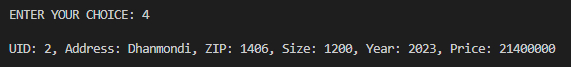 ENTER YOUR CHOICE: 4
UID: 2, Address: Dhanmondi, ZIP: 1406, Size: 1200, Year: 2023, Price: 21400000